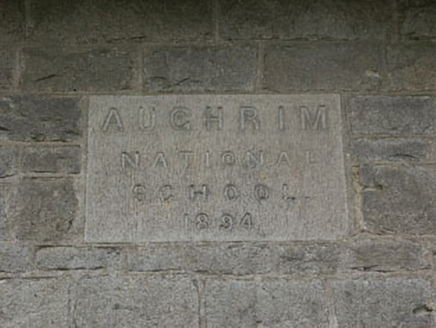 AUGHRIM
NATIONAL
SCHOOL.
1894